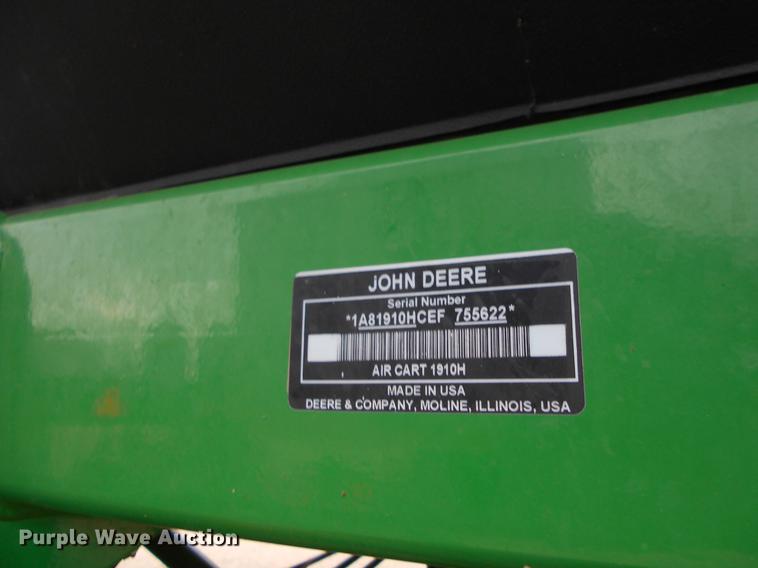 JOHN DEERE
Serial Number
*1A81910HCEF 755622*
AIR CART 1910H
MADE IN USA
DEERE & COMPANY, MOLINE, ILLINOIS, USA
Purple Wave Auction